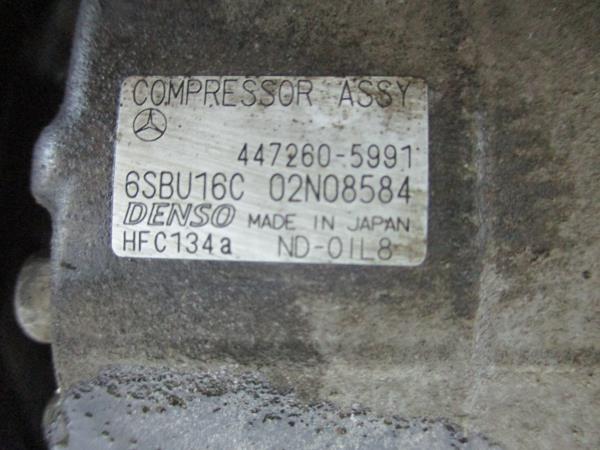 COMPRESSOR ASSY
447260-5991
6SBU16C 02N08584
DENSO MADE IN JAPAN
HFC134a ND-OIL8